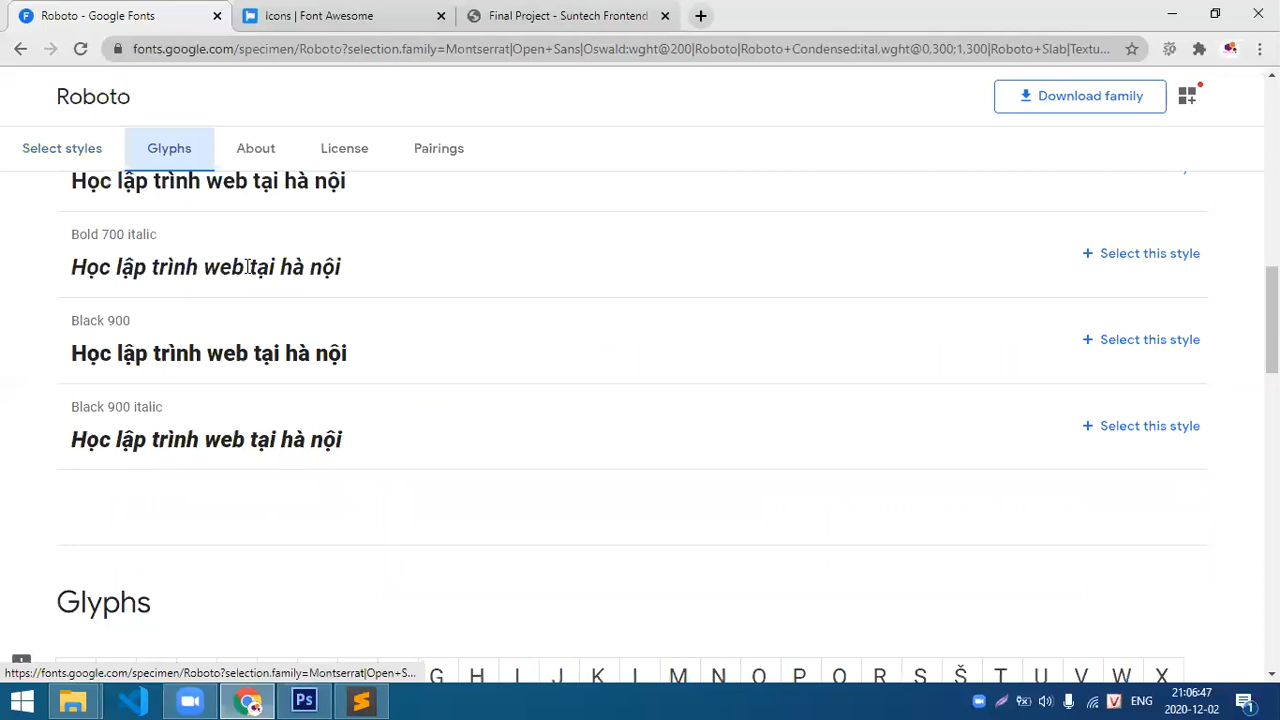 Roboto - Google Fonts
Icons | Font Awesome
Final Project - Suntech Frontend
fonts.google.com/specimen/Roboto?selection.family=Montserrat|Open+Sans|Oswald:wght@200|Roboto|Roboto+Condensed:ital.wght@0,300;1,300|Roboto+Slab|Textu...
Roboto
Download family
Select styles
Glyphs
About
License
Pairings
Học lập trình web tại hà nội
Bold 700 italic
Học lập trình web tại hà nội
+ Select this style
Black 900
Học lập trình web tại hà nội
+ Select this style
Black 900 italic
Học lập trình web tại hà nội
+ Select this style
Glyphs
G H I J K L M N O P O R S Š T U V W X
https://fonts.google.com/specimen/Roboto?selection.family=Montserrat|Open+S...
Ps
V
ENG
21:06:47
2020-12-02
1